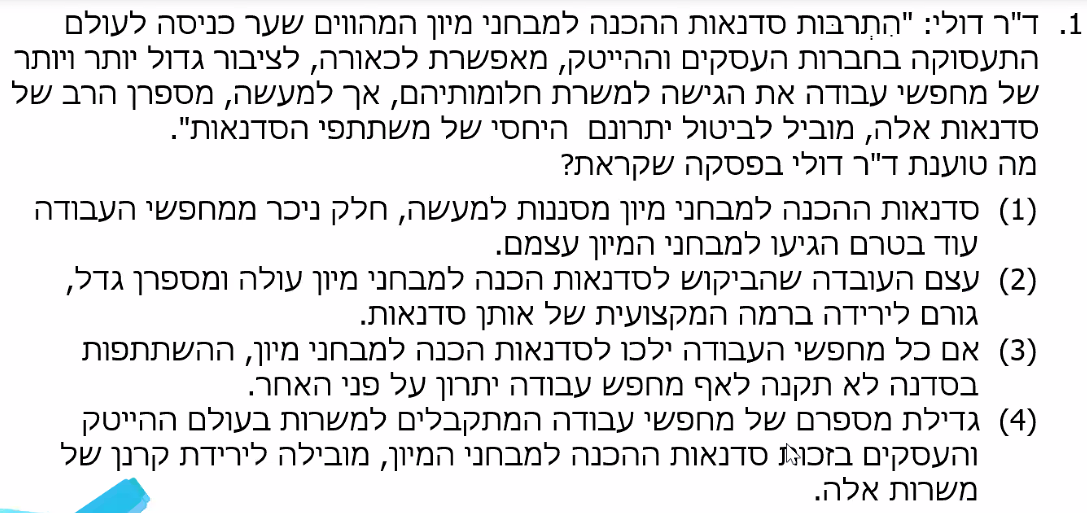 1. ד"ר דולי: "הִתְרַבּוּת סדנאות ההכנה למבחני מיון המהווים שער כניסה לעולם
התעסוקה בחברות העסקים וההייטק, מאפשרת לכאורה, לציבור גדול יותר ויותר
של מחפשי עבודה את הגישה למשרת חלומותיהם, אך למעשה, מספרן הרב של
סדנאות אלה, מוביל לביטול יתרונם היחסי של משתתפי הסדנאות".
מה טוענת ד"ר דולי בפסקה שקראת?
(1) סדנאות ההכנה למבחני מיון מסננות למעשה, חלק ניכר ממחפשי העבודה
עוד בטרם הגיעו למבחני המיון עצמם.
(2) עצם העובדה שהביקוש לסדנאות הכנה למבחני מיון עולה ומספרן גדל,
גורם לירידה ברמה המקצועית של אותן סדנאות.
(3) אם כל מחפשי העבודה ילכו לסדנאות הכנה למבחני מיון, ההשתתפות
בסדנה לא תקנה לאף מחפש עבודה יתרון על פני האחר.
(4) גדילת מספרם של מחפשי עבודה המתקבלים למשרות בעולם ההייטק
והעסקים בזכות סדנאות ההכנה למבחני המיון, מובילה לירידת קרנן של
משרות אלה.